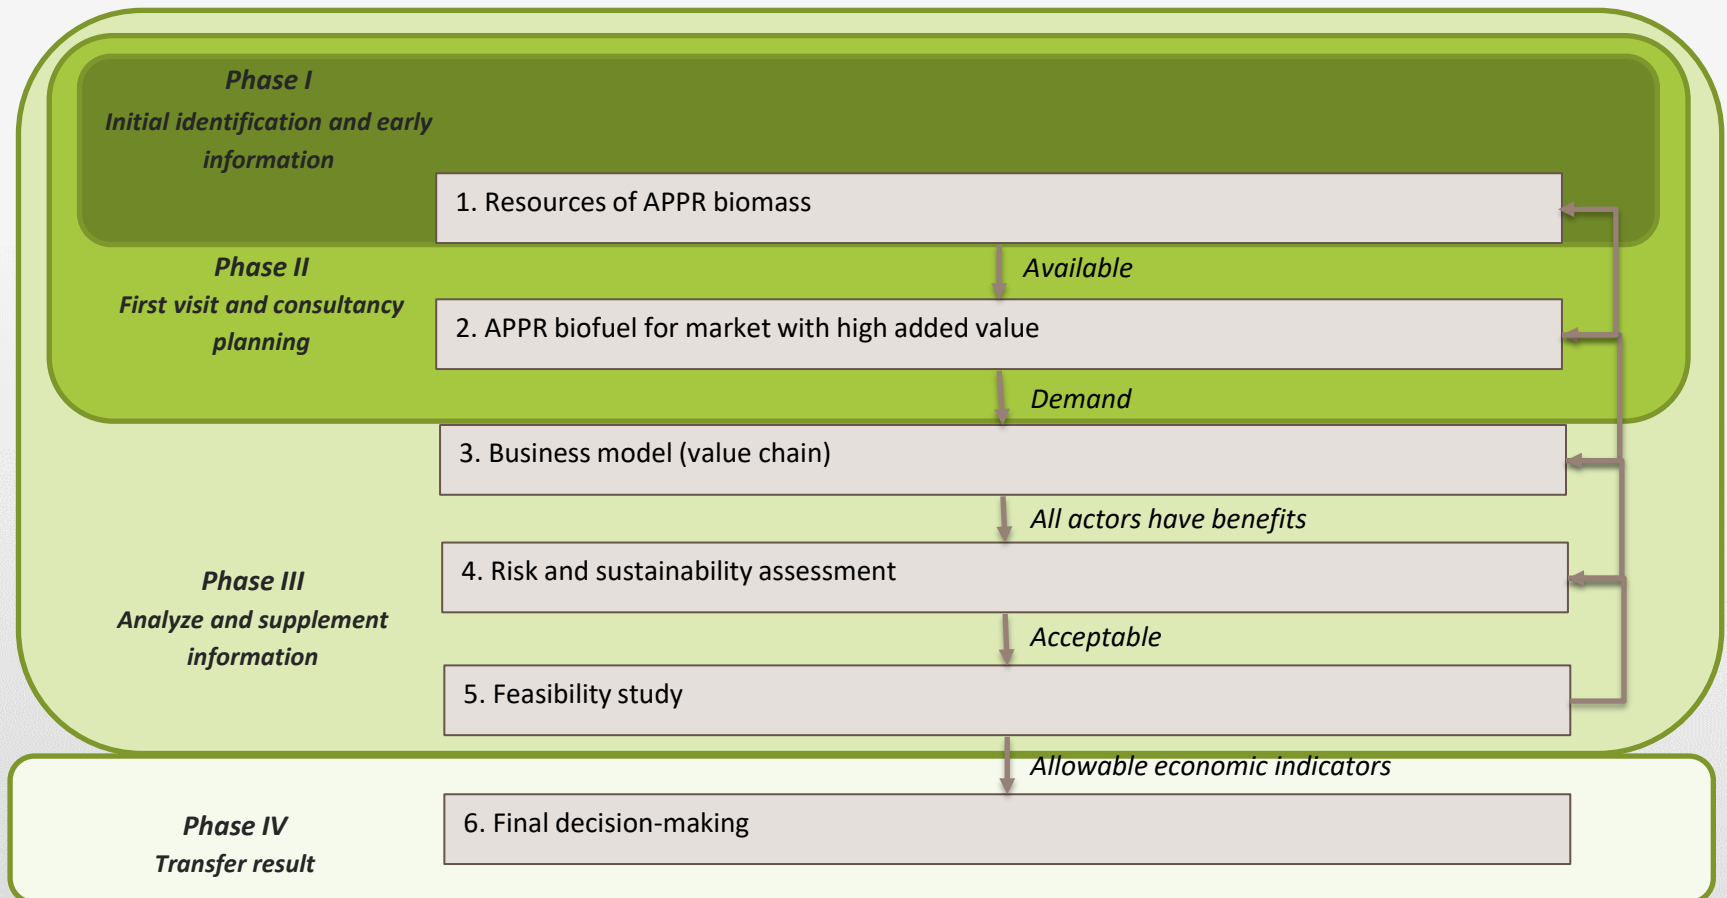 Phase I
Initial identification and early
information
1. Resources of APPR biomass
Available
Phase II
First visit and consultancy
planning
2. APPR biofuel for market with high added value
Demand
3. Business model (value chain)
All actors have benefits
4. Risk and sustainability assessment
Phase III
Analyze and supplement
information
Acceptable
5. Feasibility study
Allowable economic indicators
6. Final decision-making
Phase IV
Transfer result